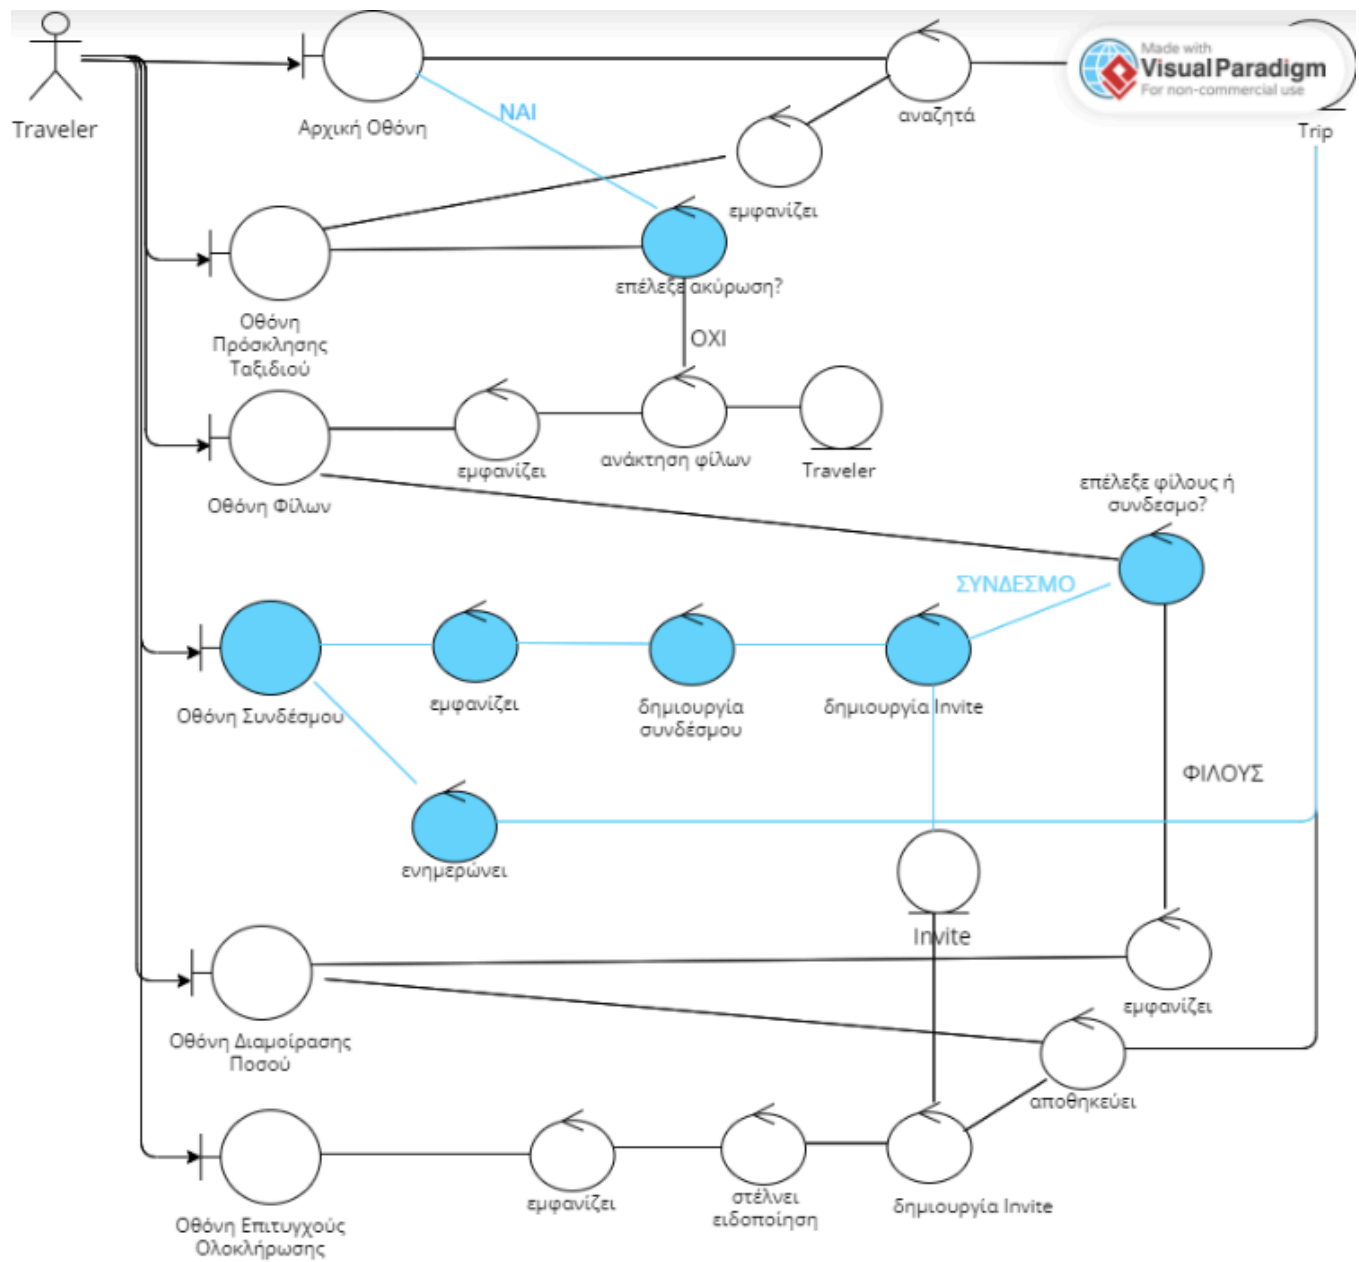 Made with
Visual Paradigm
For non-commercial use
Traveler
Αρχική Οθόνη
ΝΑΙ
αναζητά
Trip
εμφανίζει
επέλεξε ακύρωση?
Οθόνη
Πρόσκλησης
Ταξιδιού
ΟΧΙ
εμφανίζει
ανάκτηση φίλων
Traveler
Οθόνη Φίλων
επέλεξε φίλους ή
συνδεσμο?
ΣΥΝΔΕΣΜΟ
Οθόνη Συνδέσμου
εμφανίζει
δημιουργία
συνδέσμου
δημιουργία Invite
ΦΙΛΟΥΣ
ενημερώνει
Invite
εμφανίζει
Οθόνη Διαμοίρασης
Ποσού
αποθηκεύει
Οθόνη Επιτυχούς
Ολοκλήρωσης
εμφανίζει
στέλνει
ειδοποίηση
δημιουργία Invite